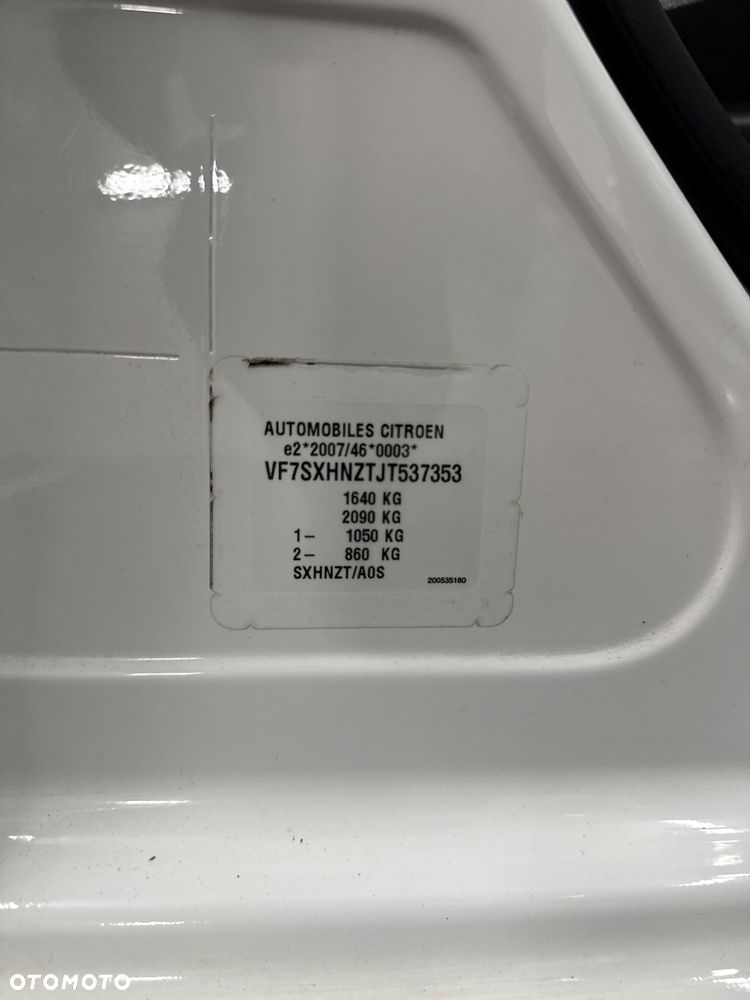 AUTOMOBILES CITROEN
e2*2007/46*0003*
VF7SXHNZTJT537353
1640 KG
2090 KG
1- 1050 KG
2- 860 KG
SXHNZT/A0S
200535180
OTOMOTO